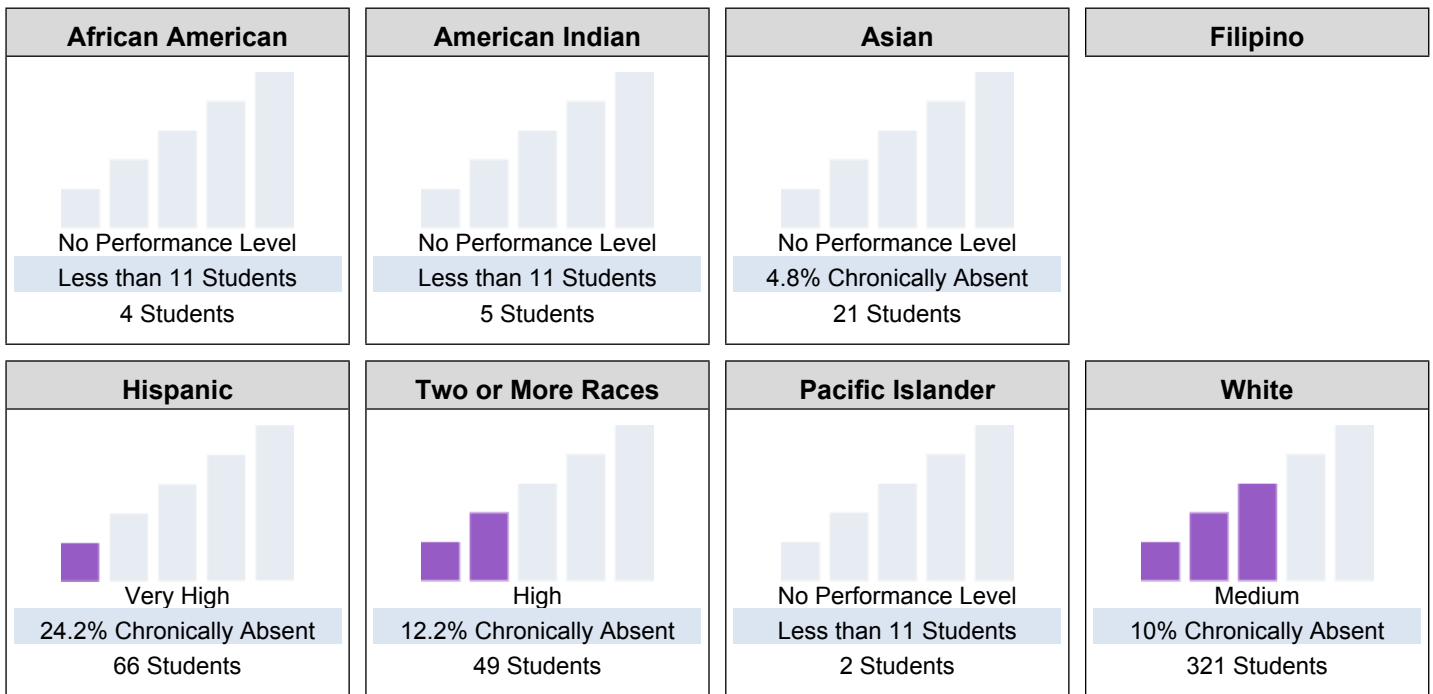 African American
No Performance Level
Less than 11 Students
4 Students
American Indian
No Performance Level
Less than 11 Students
5 Students
Asian
No Performance Level
4.8% Chronically Absent
21 Students
Filipino
Hispanic
Very High
24.2% Chronically Absent
66 Students
Two or More Races
High
12.2% Chronically Absent
49 Students
Pacific Islander
No Performance Level
Less than 11 Students
2 Students
White
Medium
10% Chronically Absent
321 Students